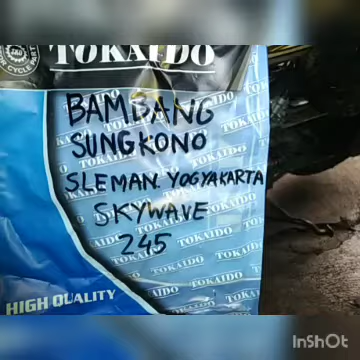 TOKAIDO
BAMBANG
SUNGKONO
SLEMAN. YOGYAKARTA
SKYWAVE
245
HIGH QUALITY
InShOt